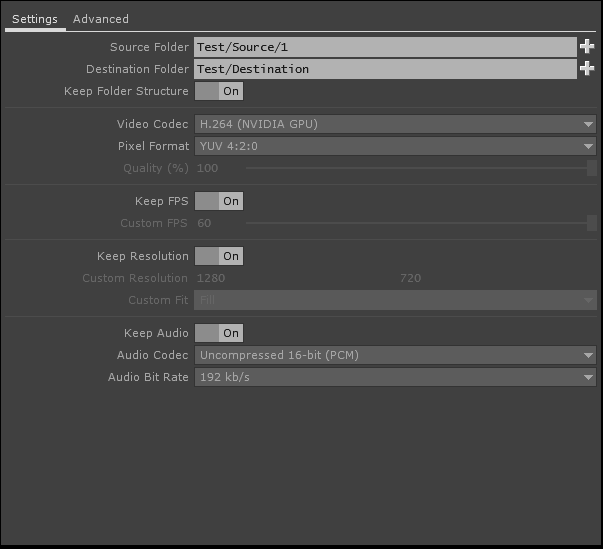 Settings Advanced
Source Folder Test/Source/1
Destination Folder Test/Destination
Keep Folder Structure On
Video Codec H.264 (NVIDIA GPU)
Pixel Format YUV 4:2:0
Quality (%) 100
Keep FPS On
Custom FPS 60
Keep Resolution On
Custom Resolution 1280 720
Custom Fit Fill
Keep Audio On
Audio Codec Uncompressed 16-bit (PCM)
Audio Bit Rate 192 kb/s